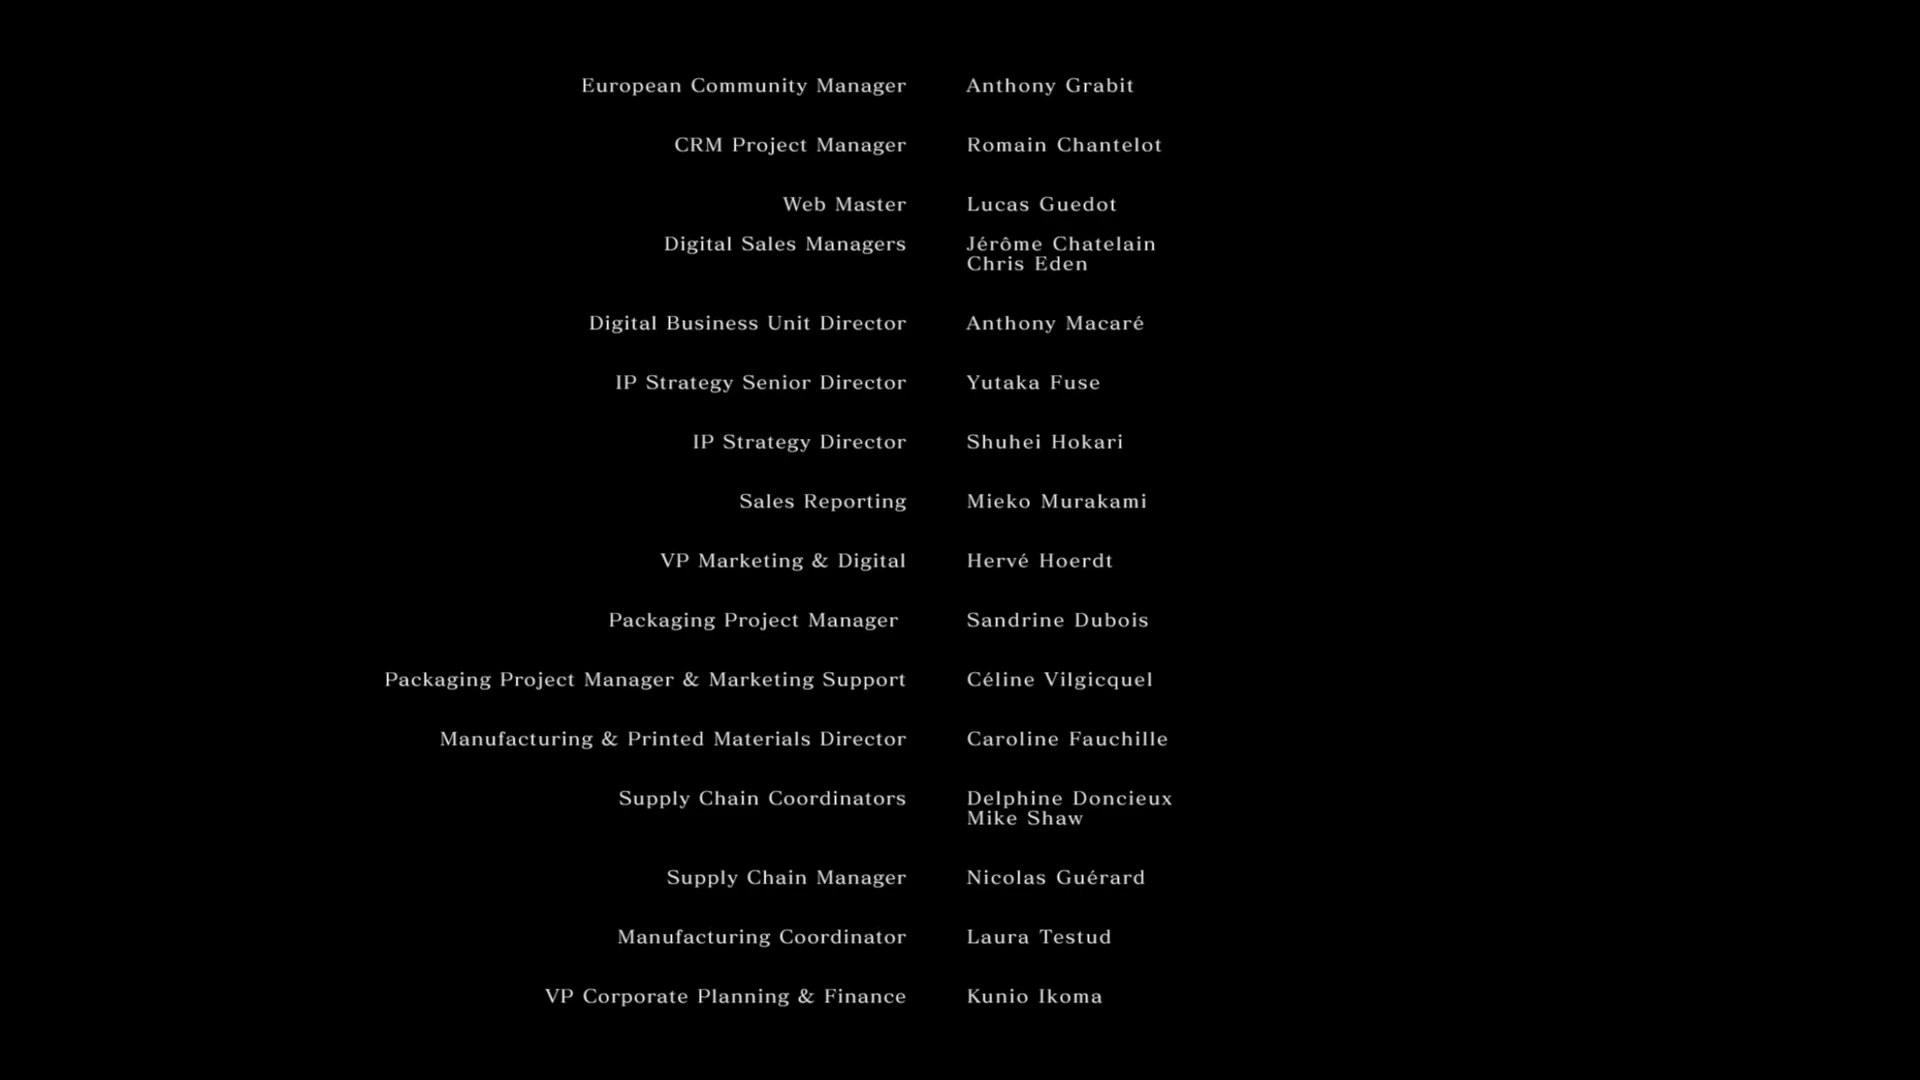 European Community Manager Anthony Grabit
CRM Project Manager Romain Chantelot
Web Master Lucas Guedot
Digital Sales Managers Jérôme Chatelain
Chris Eden
Digital Business Unit Director Anthony Macaré
IP Strategy Senior Director Yutaka Fuse
IP Strategy Director Shuhei Hokari
Sales Reporting Mieko Murakami
VP Marketing & Digital Hervé Hoerdt
Packaging Project Manager Sandrine Dubois
Packaging Project Manager & Marketing Support Céline Vilgicquel
Manufacturing & Printed Materials Director Caroline Fauchille
Supply Chain Coordinators Delphine Doncieux
Mike Shaw
Supply Chain Manager Nicolas Guérard
Manufacturing Coordinator Laura Testud
VP Corporate Planning & Finance Kunio Ikoma